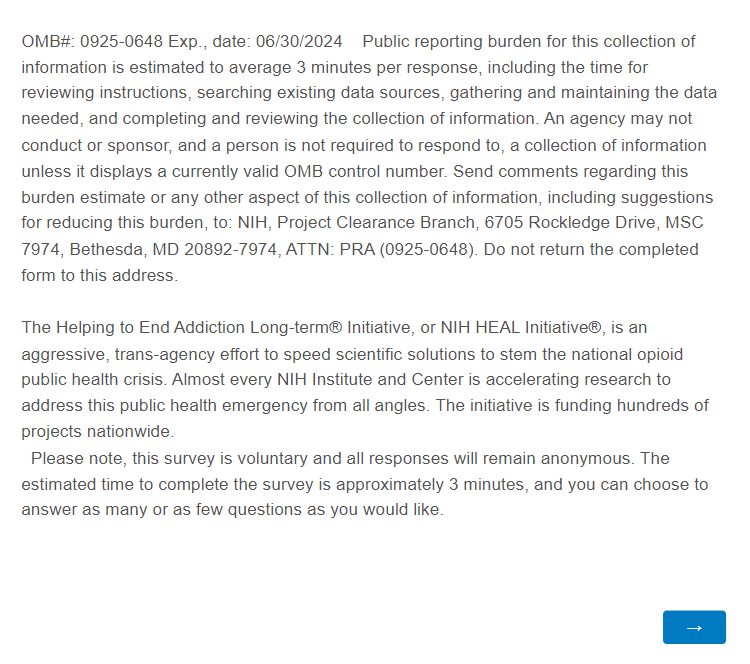 OMB#: 0925-0648 Exp., date: 06/30/2024    Public reporting burden for this collection of
information is estimated to average 3 minutes per response, including the time for
reviewing instructions, searching existing data sources, gathering and maintaining the data
needed, and completing and reviewing the collection of information. An agency may not
conduct or sponsor, and a person is not required to respond to, a collection of information
unless it displays a currently valid OMB control number. Send comments regarding this
burden estimate or any other aspect of this collection of information, including suggestions
for reducing this burden, to: NIH, Project Clearance Branch, 6705 Rockledge Drive, MSC
7974, Bethesda, MD 20892-7974, ATTN: PRA (0925-0648). Do not return the completed
form to this address.
The Helping to End Addiction Long-term® Initiative, or NIH HEAL Initiative®, is an
aggressive, trans-agency effort to speed scientific solutions to stem the national opioid
public health crisis. Almost every NIH Institute and Center is accelerating research to
address this public health emergency from all angles. The initiative is funding hundreds of
projects nationwide.
Please note, this survey is voluntary and all responses will remain anonymous. The
estimated time to complete the survey is approximately 3 minutes, and you can choose to
answer as many or as few questions as you would like.
→